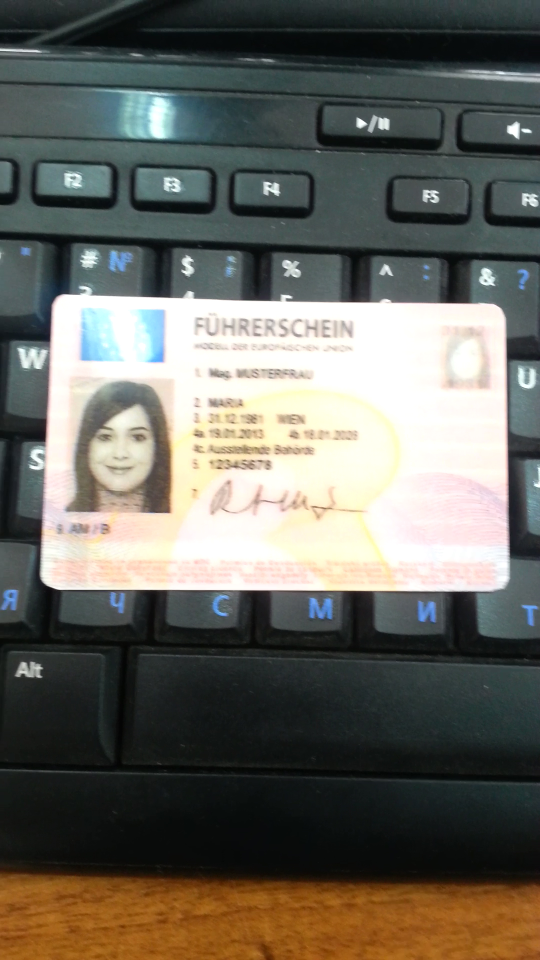 ▶/II
F2
F3
F4
F5
F6
# №
$
%
^ :
& ?
W
U
S
FÜHRERSCHEIN
MODELL DER EUROPÄISCHEN UNION
1. Mag. MUSTERFRAU
2. MARIA
3. 31.12.1981 WIEN
4a 19.01.2013 4b 18.01.2028
4c Ausstellende Behörde
5. 12345678
7.
9. AM / B
Я
Ч
С
М
И
Т
Alt